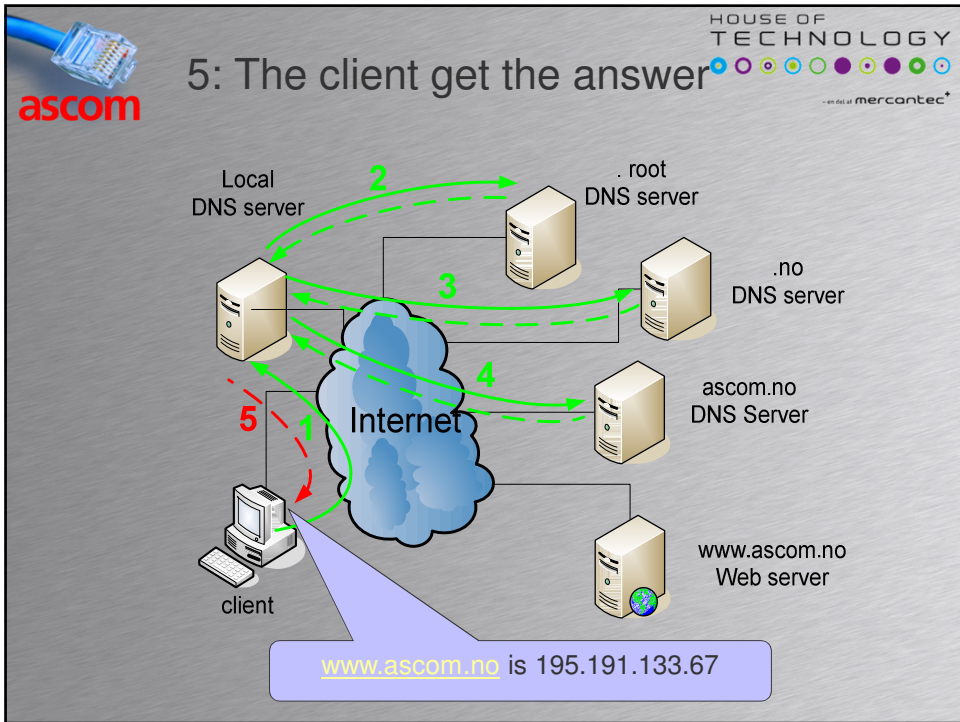 ascom
HOUSE OF
TECHNOLOGY
- en del af mercantec+
5: The client get the answer
Local
DNS server
2
. root
DNS server
3
.no
DNS server
4
ascom.no
DNS Server
5
1
Internet
client
www.ascom.no
Web server
www.ascom.no is 195.191.133.67